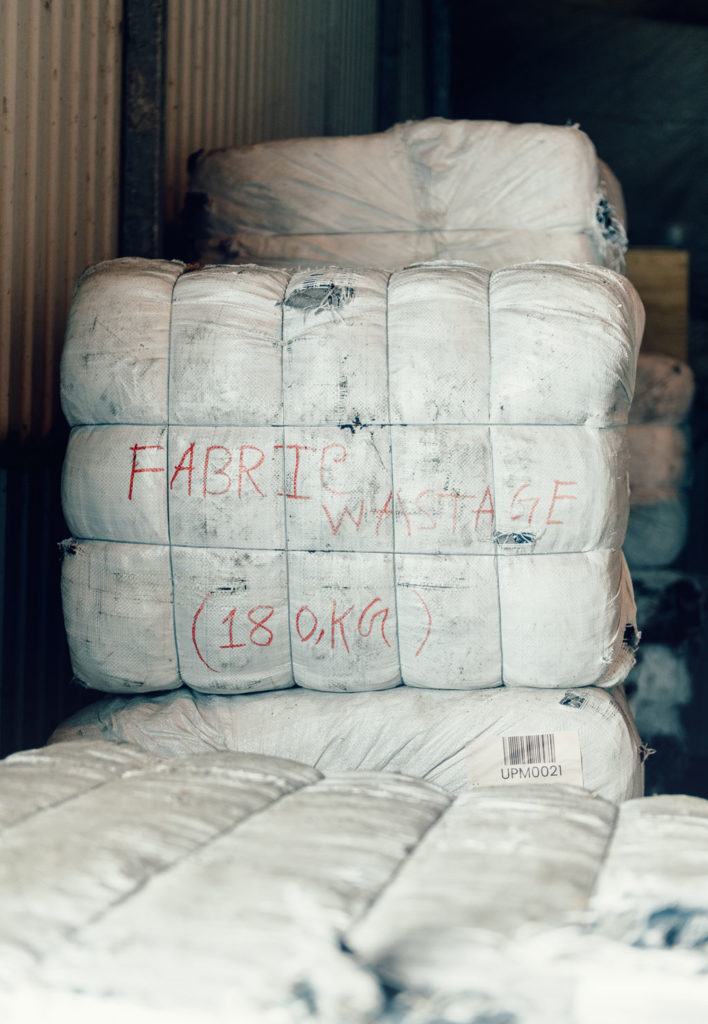 FABRIC
WASTAGE
(180,KG)
UPM0021